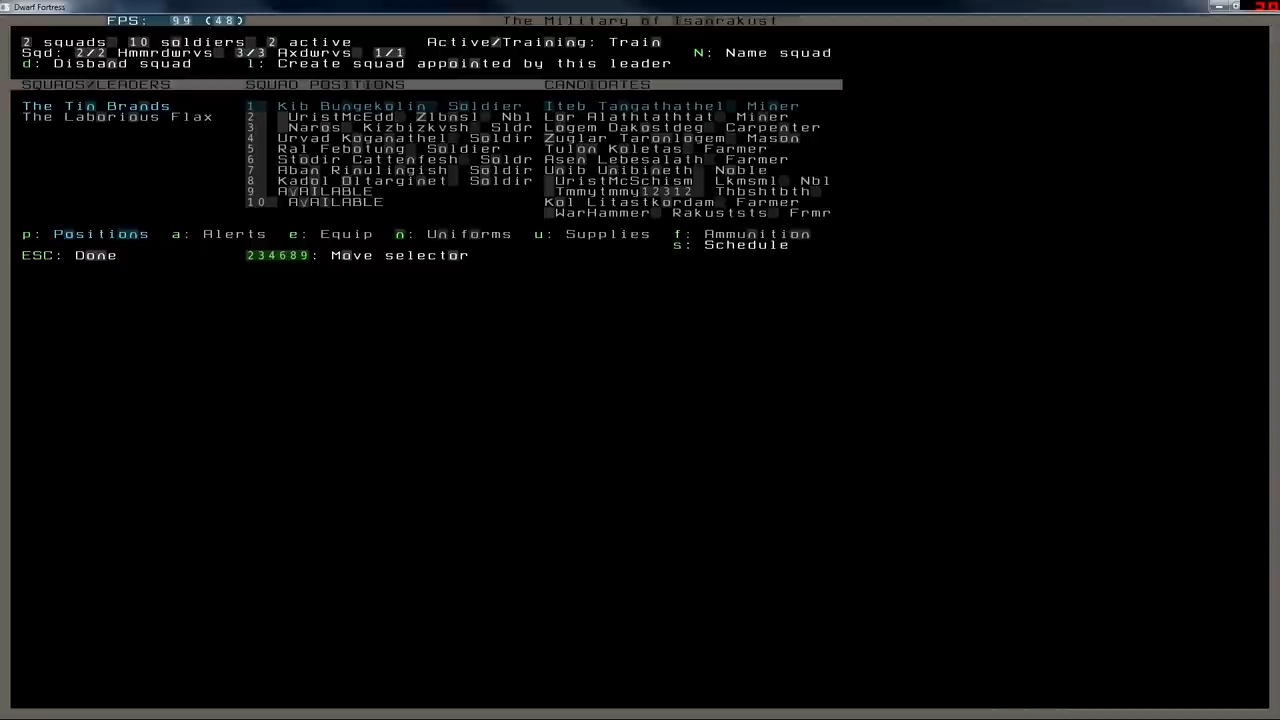 Dwarf Fortress
FPS: 99 (48) The Military of Isanrakust
2 squads 10 soldiers 2 active Active/Training: Train
Sqd: 2/2 Hmmrdwrvs 3/3 Axdwrvs 1/1 N: Name squad
d: Disband squad l: Create squad appointed by this leader
SQUADS/LEADERS SQUAD POSITIONS CANDIDATES
The Tin Brands 1 Kib Bungekolin Soldier Iteb Tangathathel Miner
The Laborious Flax 2 UristMcEdd Zlbnsl Nbl Lor Alathtathtat Miner
3 Naros Kizbizkvsh Sldr Logem Dakostdeg Carpenter
4 Urvad Koganathel Soldir Zuglar Taronlogem Mason
5 Ral Febotung Soldier Tulon Koletas Farmer
6 Stodir Cattenfesh Soldr Asen Lebesalath Farmer
7 Aban Rinulingish Soldir Unib Unibineth Noble
8 Kadol Oltarginet Soldir UristMcSchism Lkmsml Nbl
9 AVAILABLE Tmmytmmy12312 Thbshtbth
10 AVAILABLE Kol Litastkordam Farmer
WarHammer Rakuststs Frmr
p: Positions a: Alerts e: Equip n: Uniforms u: Supplies f: Ammunition
s: Schedule
ESC: Done 234689: Move selector